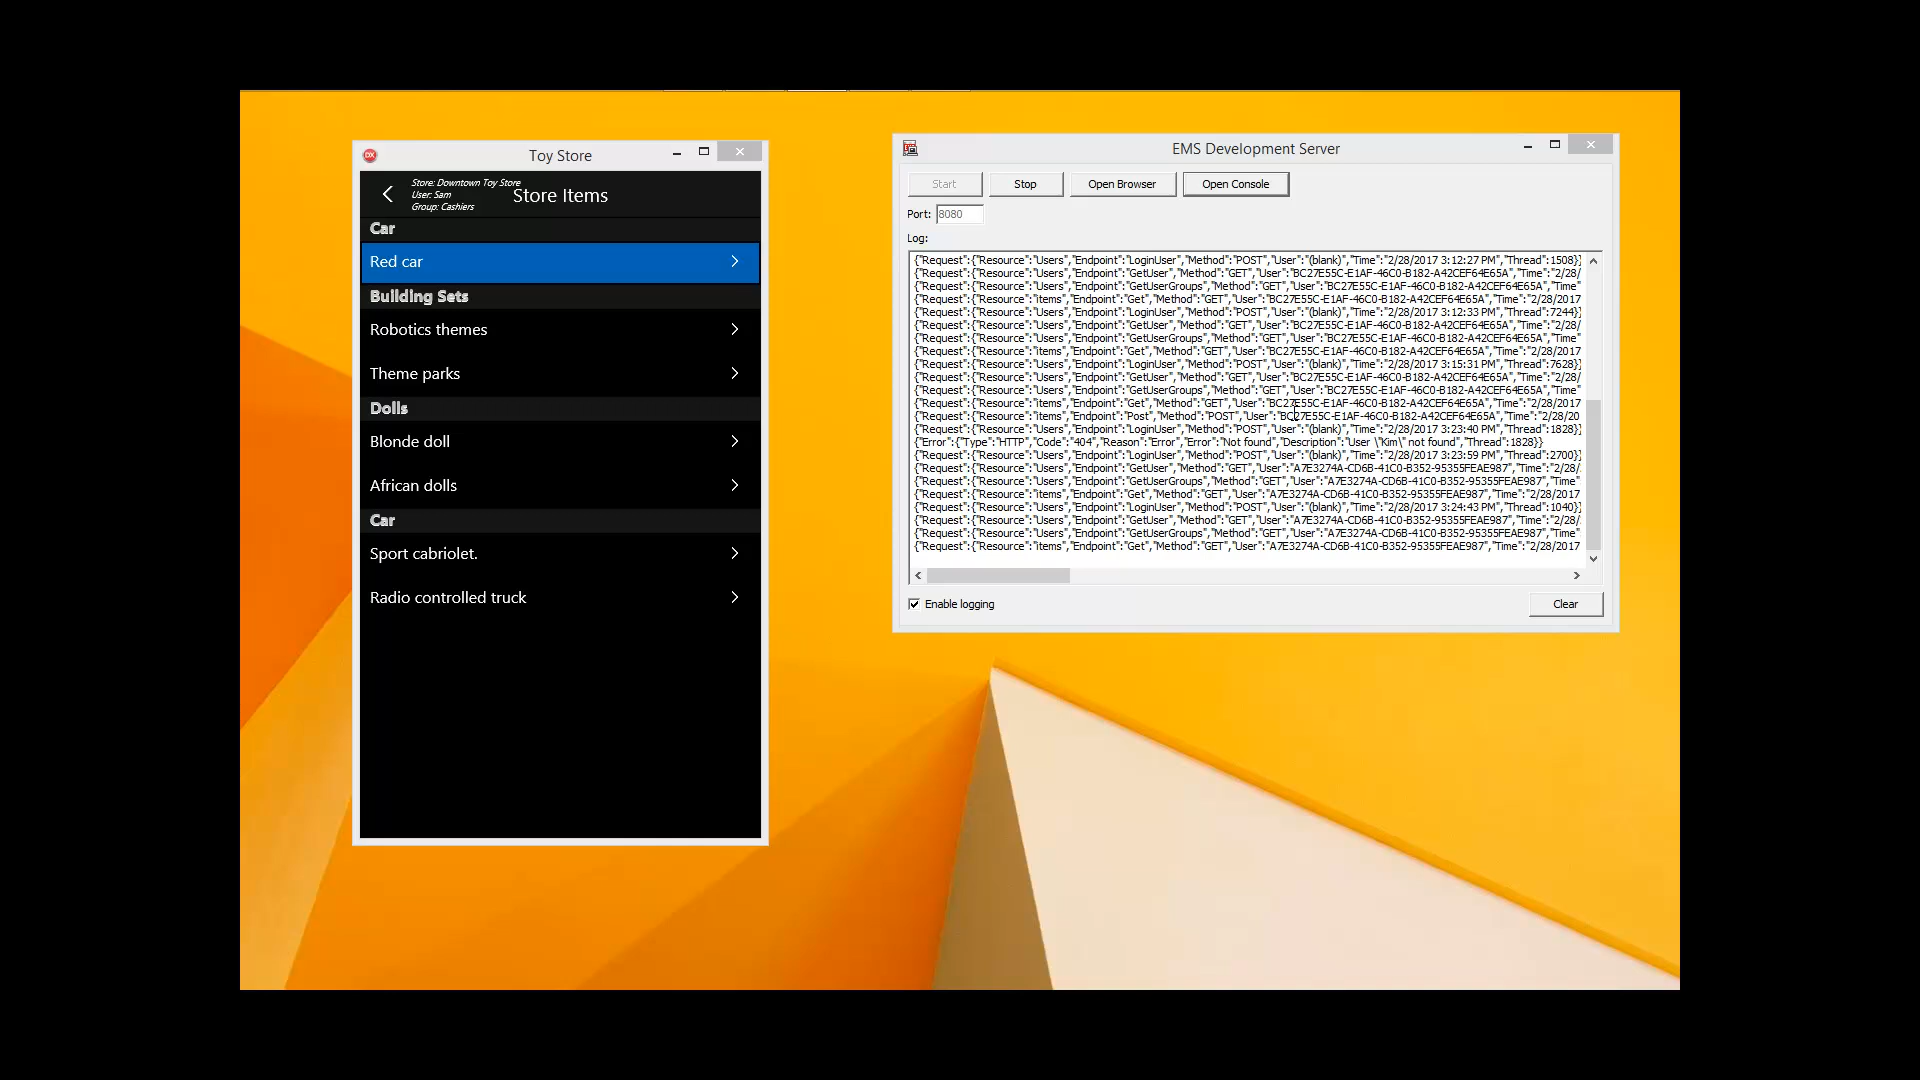 Toy Store
Store: Downtown Toy Store
User: Sam
Group: Cashiers
Store Items
Car
Red car
Building Sets
Robotics themes
Theme parks
Dolls
Blonde doll
African dolls
Car
Sport cabriolet.
Radio controlled truck
EMS Development Server
Start
Stop
Open Browser
Open Console
Port: 8080
Log:
{"Request":{"Resource":"Users","Endpoint":"LoginUser","Method":"POST","User":"(blank)","Time":"2/28/2017 3:12:27 PM","Thread":1508}}
{"Request":{"Resource":"Users","Endpoint":"GetUser","Method":"GET","User":"BC27E55C-E1AF-46C0-B182-A42CEF64E65A","Time":"2/28/
{"Request":{"Resource":"Users","Endpoint":"GetUserGroups","Method":"GET","User":"BC27E55C-E1AF-46C0-B182-A42CEF64E65A","Time"
{"Request":{"Resource":"items","Endpoint":"Get","Method":"GET","User":"BC27E55C-E1AF-46C0-B182-A42CEF64E65A","Time":"2/28/2017
{"Request":{"Resource":"Users","Endpoint":"LoginUser","Method":"POST","User":"(blank)","Time":"2/28/2017 3:12:33 PM","Thread":7244}}
{"Request":{"Resource":"Users","Endpoint":"GetUser","Method":"GET","User":"BC27E55C-E1AF-46C0-B182-A42CEF64E65A","Time":"2/28/
{"Request":{"Resource":"Users","Endpoint":"GetUserGroups","Method":"GET","User":"BC27E55C-E1AF-46C0-B182-A42CEF64E65A","Time"
{"Request":{"Resource":"items","Endpoint":"Get","Method":"GET","User":"BC27E55C-E1AF-46C0-B182-A42CEF64E65A","Time":"2/28/2017
{"Request":{"Resource":"Users","Endpoint":"LoginUser","Method":"POST","User":"(blank)","Time":"2/28/2017 3:15:31 PM","Thread":7628}}
{"Request":{"Resource":"Users","Endpoint":"GetUser","Method":"GET","User":"BC27E55C-E1AF-46C0-B182-A42CEF64E65A","Time":"2/28/
{"Request":{"Resource":"Users","Endpoint":"GetUserGroups","Method":"GET","User":"BC27E55C-E1AF-46C0-B182-A42CEF64E65A","Time"
{"Request":{"Resource":"items","Endpoint":"Get","Method":"GET","User":"BC27E55C-E1AF-46C0-B182-A42CEF64E65A","Time":"2/28/2017
{"Request":{"Resource":"items","Endpoint":"Post","Method":"POST","User":"BC27E55C-E1AF-46C0-B182-A42CEF64E65A","Time":"2/28/20
{"Request":{"Resource":"Users","Endpoint":"LoginUser","Method":"POST","User":"(blank)","Time":"2/28/2017 3:23:40 PM","Thread":1828}}
{"Error":{"Type":"HTTP","Code":"404","Reason":"Error","Error":"Not found","Description":"User \"Kim\" not found","Thread":1828}}
{"Request":{"Resource":"Users","Endpoint":"LoginUser","Method":"POST","User":"(blank)","Time":"2/28/2017 3:23:59 PM","Thread":2700}}
{"Request":{"Resource":"Users","Endpoint":"GetUser","Method":"GET","User":"A7E3274A-CD6B-41C0-B352-95355FEAE987","Time":"2/28/
{"Request":{"Resource":"Users","Endpoint":"GetUserGroups","Method":"GET","User":"A7E3274A-CD6B-41C0-B352-95355FEAE987","Time"
{"Request":{"Resource":"items","Endpoint":"Get","Method":"GET","User":"A7E3274A-CD6B-41C0-B352-95355FEAE987","Time":"2/28/2017
{"Request":{"Resource":"Users","Endpoint":"LoginUser","Method":"POST","User":"(blank)","Time":"2/28/2017 3:24:43 PM","Thread":1040}}
{"Request":{"Resource":"Users","Endpoint":"GetUser","Method":"GET","User":"A7E3274A-CD6B-41C0-B352-95355FEAE987","Time":"2/28/
{"Request":{"Resource":"Users","Endpoint":"GetUserGroups","Method":"GET","User":"A7E3274A-CD6B-41C0-B352-95355FEAE987","Time"
{"Request":{"Resource":"items","Endpoint":"Get","Method":"GET","User":"A7E3274A-CD6B-41C0-B352-95355FEAE987","Time":"2/28/2017
Enable logging
Clear